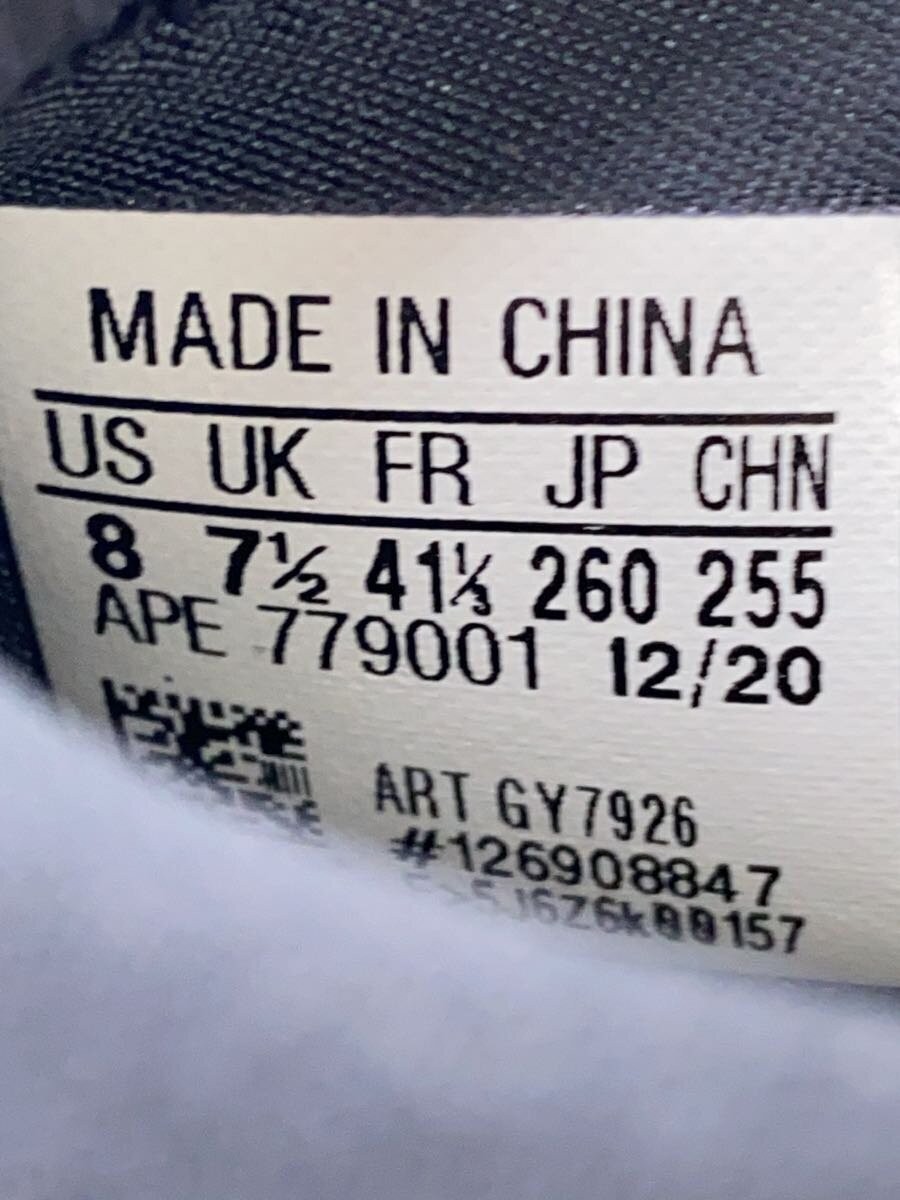 MADE IN CHINA
US UK FR JP CHN
8 7½ 41⅓ 260 255
APE 779001 12/20
ART GY7926
#126908847